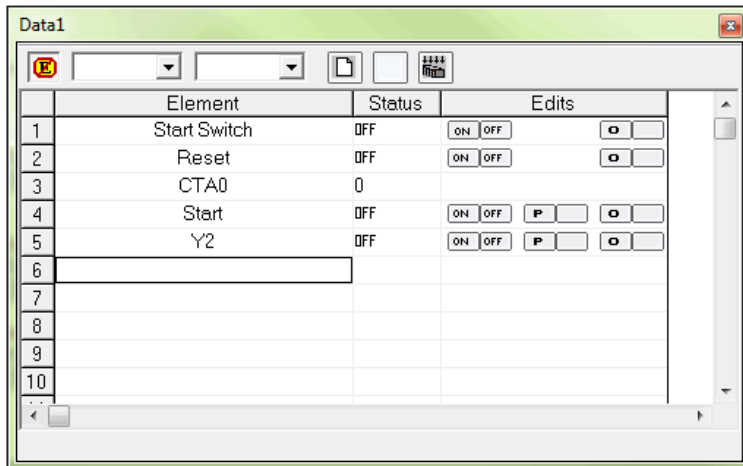 Data1
E
Element Status Edits
1 Start Switch OFF ON OFF O
2 Reset OFF ON OFF O
3 CTA0 0
4 Start OFF ON OFF P O
5 Y2 OFF ON OFF P O
6
7
8
9
10